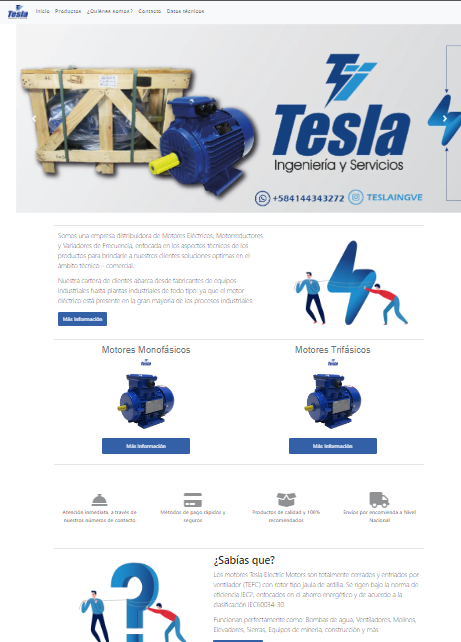 Tesla
Inicio Productos ¿Quiénes somos? Contacto Datos técnicos
Tesla
Ingeniería y Servicios
+584144343272 TESLAINGVE
Somos una empresa distribuidora de Motores Eléctricos, Motoreductores
y Variadores de Frecuencia, enfocada en los aspectos técnicos de los
productos para brindarle a nuestros clientes soluciones optimas en el
ámbito técnico – comercial.
Nuestra cartera de clientes abarca desde fabricantes de equipos
industriales hasta plantas industriales de todo tipo: ya que el motor
eléctrico está presente en la gran mayoría de los procesos industriales.
Más información
Motores Monofásicos
Motores Trifásicos
Tesla
Tesla
Más información
Más información
Atención inmediata, a través de
nuestros números de contacto
Métodos de pago rápidos y
seguros
Productos de calidad y 100%
recomendados
Envíos por encomienda a Nivel
Nacional
¿Sabías que?
Los motores Tesla Electric Motors son totalmente cerrados y enfriados por
ventilador (TEFC) con rotor tipo jaula de ardilla. Se rigen bajo la norma de
eficiencia IEC2, enfocados en el ahorro energético y de acuerdo a la
clasificación IEC60034-30.
Funcionan perfectamente como: Bombas de agua, Ventiladores, Molinos,
Elevadores, Sierras, Equipos de minería, construcción y más.